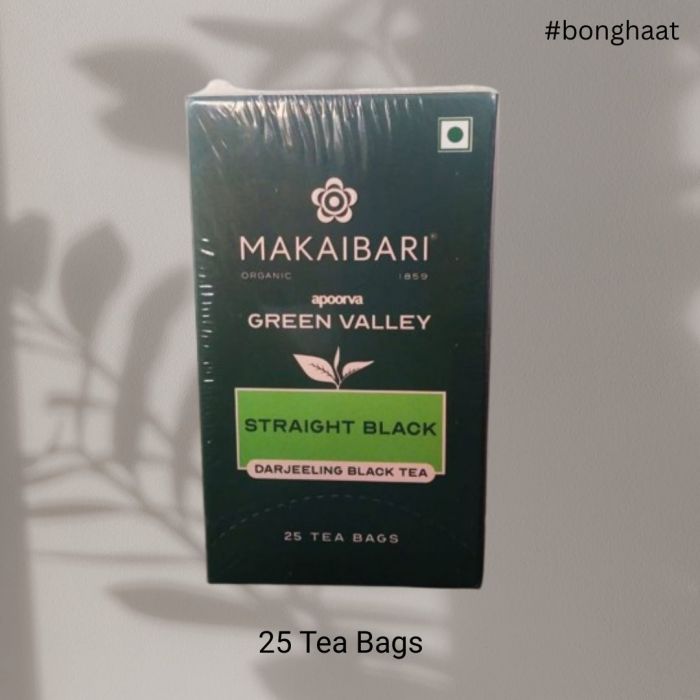 #bonghaat
MAKAIBARI®
ORGANIC 1859
apoorva
GREEN VALLEY
STRAIGHT BLACK
DARJEELING BLACK TEA
25 TEA BAGS
25 Tea Bags